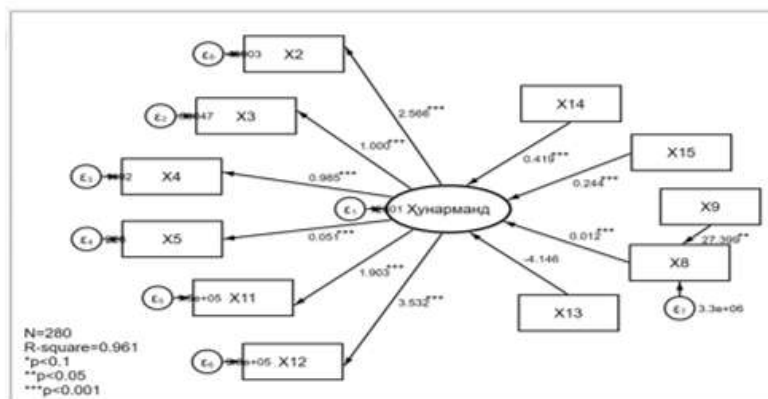 X2
2.566***
X14
X3
1.000***
0.419***
X15
X4
0.985***
0.244***
Ҳунарманд
X9
X5
0.051***
0.012***
27.399**
X8
1.903***
-4.146
X11
X13
3.3e+06
3.532***
X12
N=280
R-square=0.961
*p<0.1
**p<0.05
***p<0.001